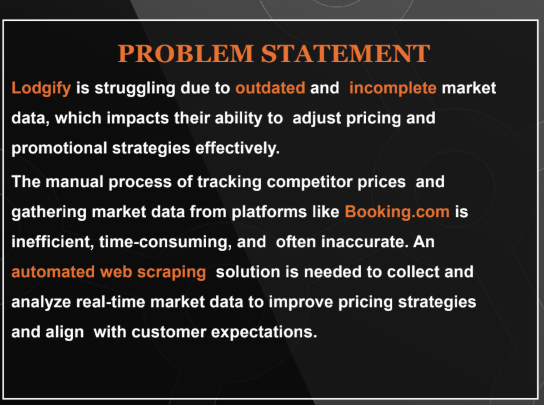 PROBLEM STATEMENT
Lodgify is struggling due to outdated and incomplete market
data, which impacts their ability to adjust pricing and
promotional strategies effectively.
The manual process of tracking competitor prices and
gathering market data from platforms like Booking.com is
inefficient, time-consuming, and often inaccurate. An
automated web scraping solution is needed to collect and
analyze real-time market data to improve pricing strategies
and align with customer expectations.